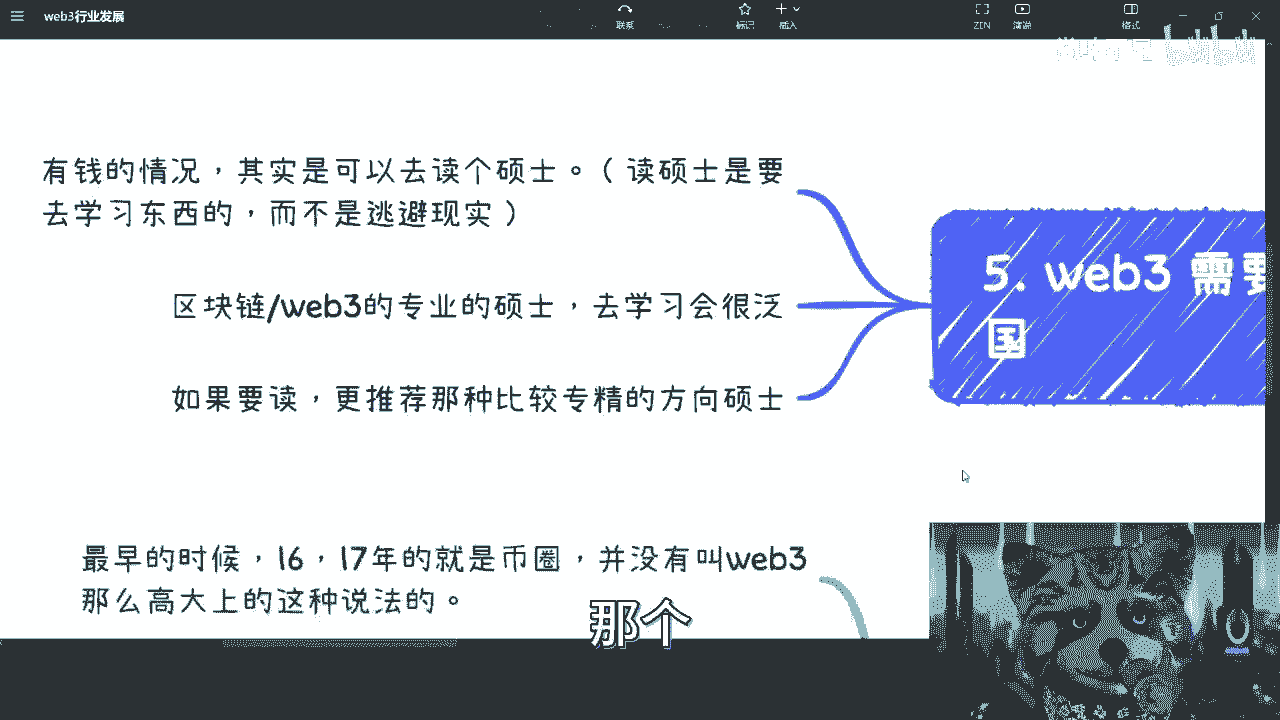 web3行业发展
联系
标记
插入
ZEN
演说
格式
bilibili
有钱的情况，其实是可以去读个硕士。（读硕士是要
去学习东西的，而不是逃避现实）
区块链/web3的专业的硕士，去学习会很泛
如果要读，更推荐那种比较专精的方向硕士
5. web3 需要
国
最早的时候，16，17年的就是币圈，并没有叫web3
那么高大上的这种说法的。
那个